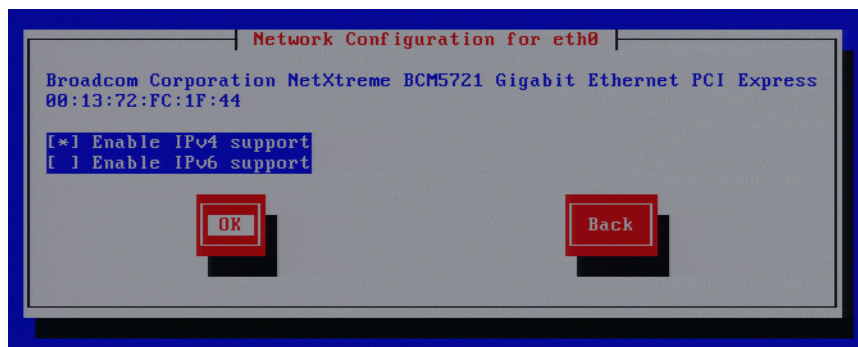 Network Configuration for eth0
Broadcom Corporation NetXtreme BCM5721 Gigabit Ethernet PCI Express
00:13:72:FC:1F:44
[*] Enable IPv4 support
[ ] Enable IPv6 support
OK Back